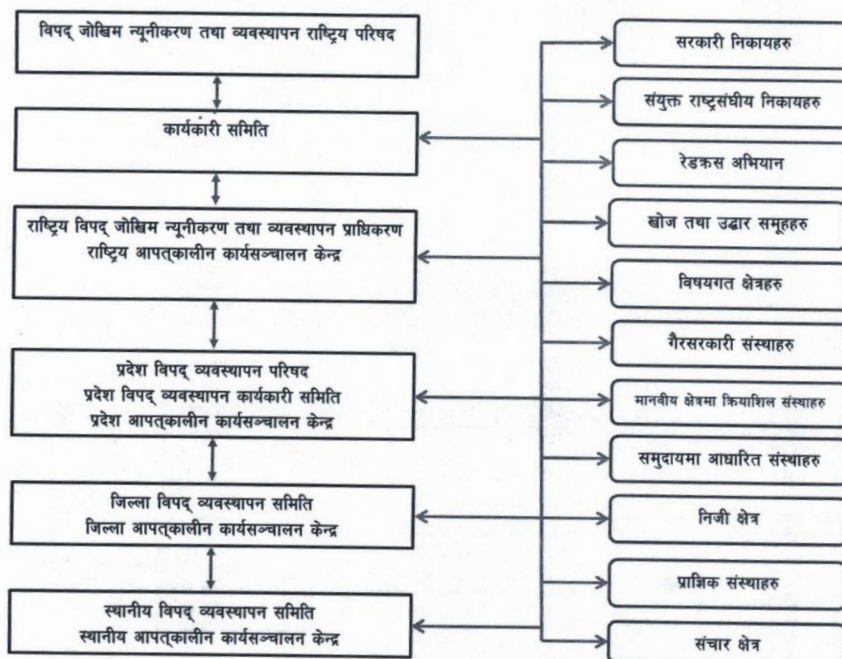 विपद् जोखिम न्यूनीकरण तथा व्यवस्थापन राष्ट्रिय परिषद
कार्यकारी समिति
राष्ट्रिय विपद् जोखिम न्यूनीकरण तथा व्यवस्थापन प्राधिकरण
राष्ट्रिय आपत्कालीन कार्यसञ्चालन केन्द्र
प्रदेश विपद् व्यवस्थापन परिषद
प्रदेश विपद् व्यवस्थापन कार्यकारी समिति
प्रदेश आपत्कालीन कार्यसञ्चालन केन्द्र
जिल्ला विपद् व्यवस्थापन समिति
जिल्ला आपत्कालीन कार्यसञ्चालन केन्द्र
स्थानीय विपद् व्यवस्थापन समिति
स्थानीय आपत्कालीन कार्यसञ्चालन केन्द्र
सरकारी निकायहरु
संयुक्त राष्ट्रसंघीय निकायहरु
रेडक्रस अभियान
खोज तथा उद्धार समूहहरु
विषयगत क्षेत्रहरु
गैरसरकारी संस्थाहरु
मानवीय क्षेत्रमा क्रियाशिल संस्थाहरु
समुदायमा आधारित संस्थाहरु
निजी क्षेत्र
प्राज्ञिक संस्थाहरु
संचार क्षेत्र